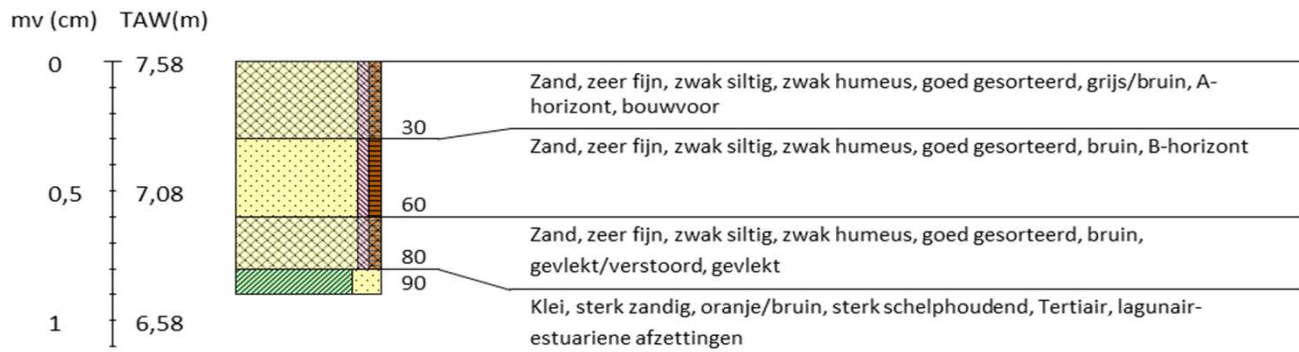 mv (cm) TAW(m)
0 7,58
Zand, zeer fijn, zwak siltig, zwak humeus, goed gesorteerd, grijs/bruin, A-
horizont, bouwvoor
30
Zand, zeer fijn, zwak siltig, zwak humeus, goed gesorteerd, bruin, B-horizont
0,5 7,08
60
Zand, zeer fijn, zwak siltig, zwak humeus, goed gesorteerd, bruin,
gevlekt/verstoord, gevlekt
80
90
Klei, sterk zandig, oranje/bruin, sterk schelphoudend, Tertiair, lagunair-
estuariene afzettingen
1 6,58